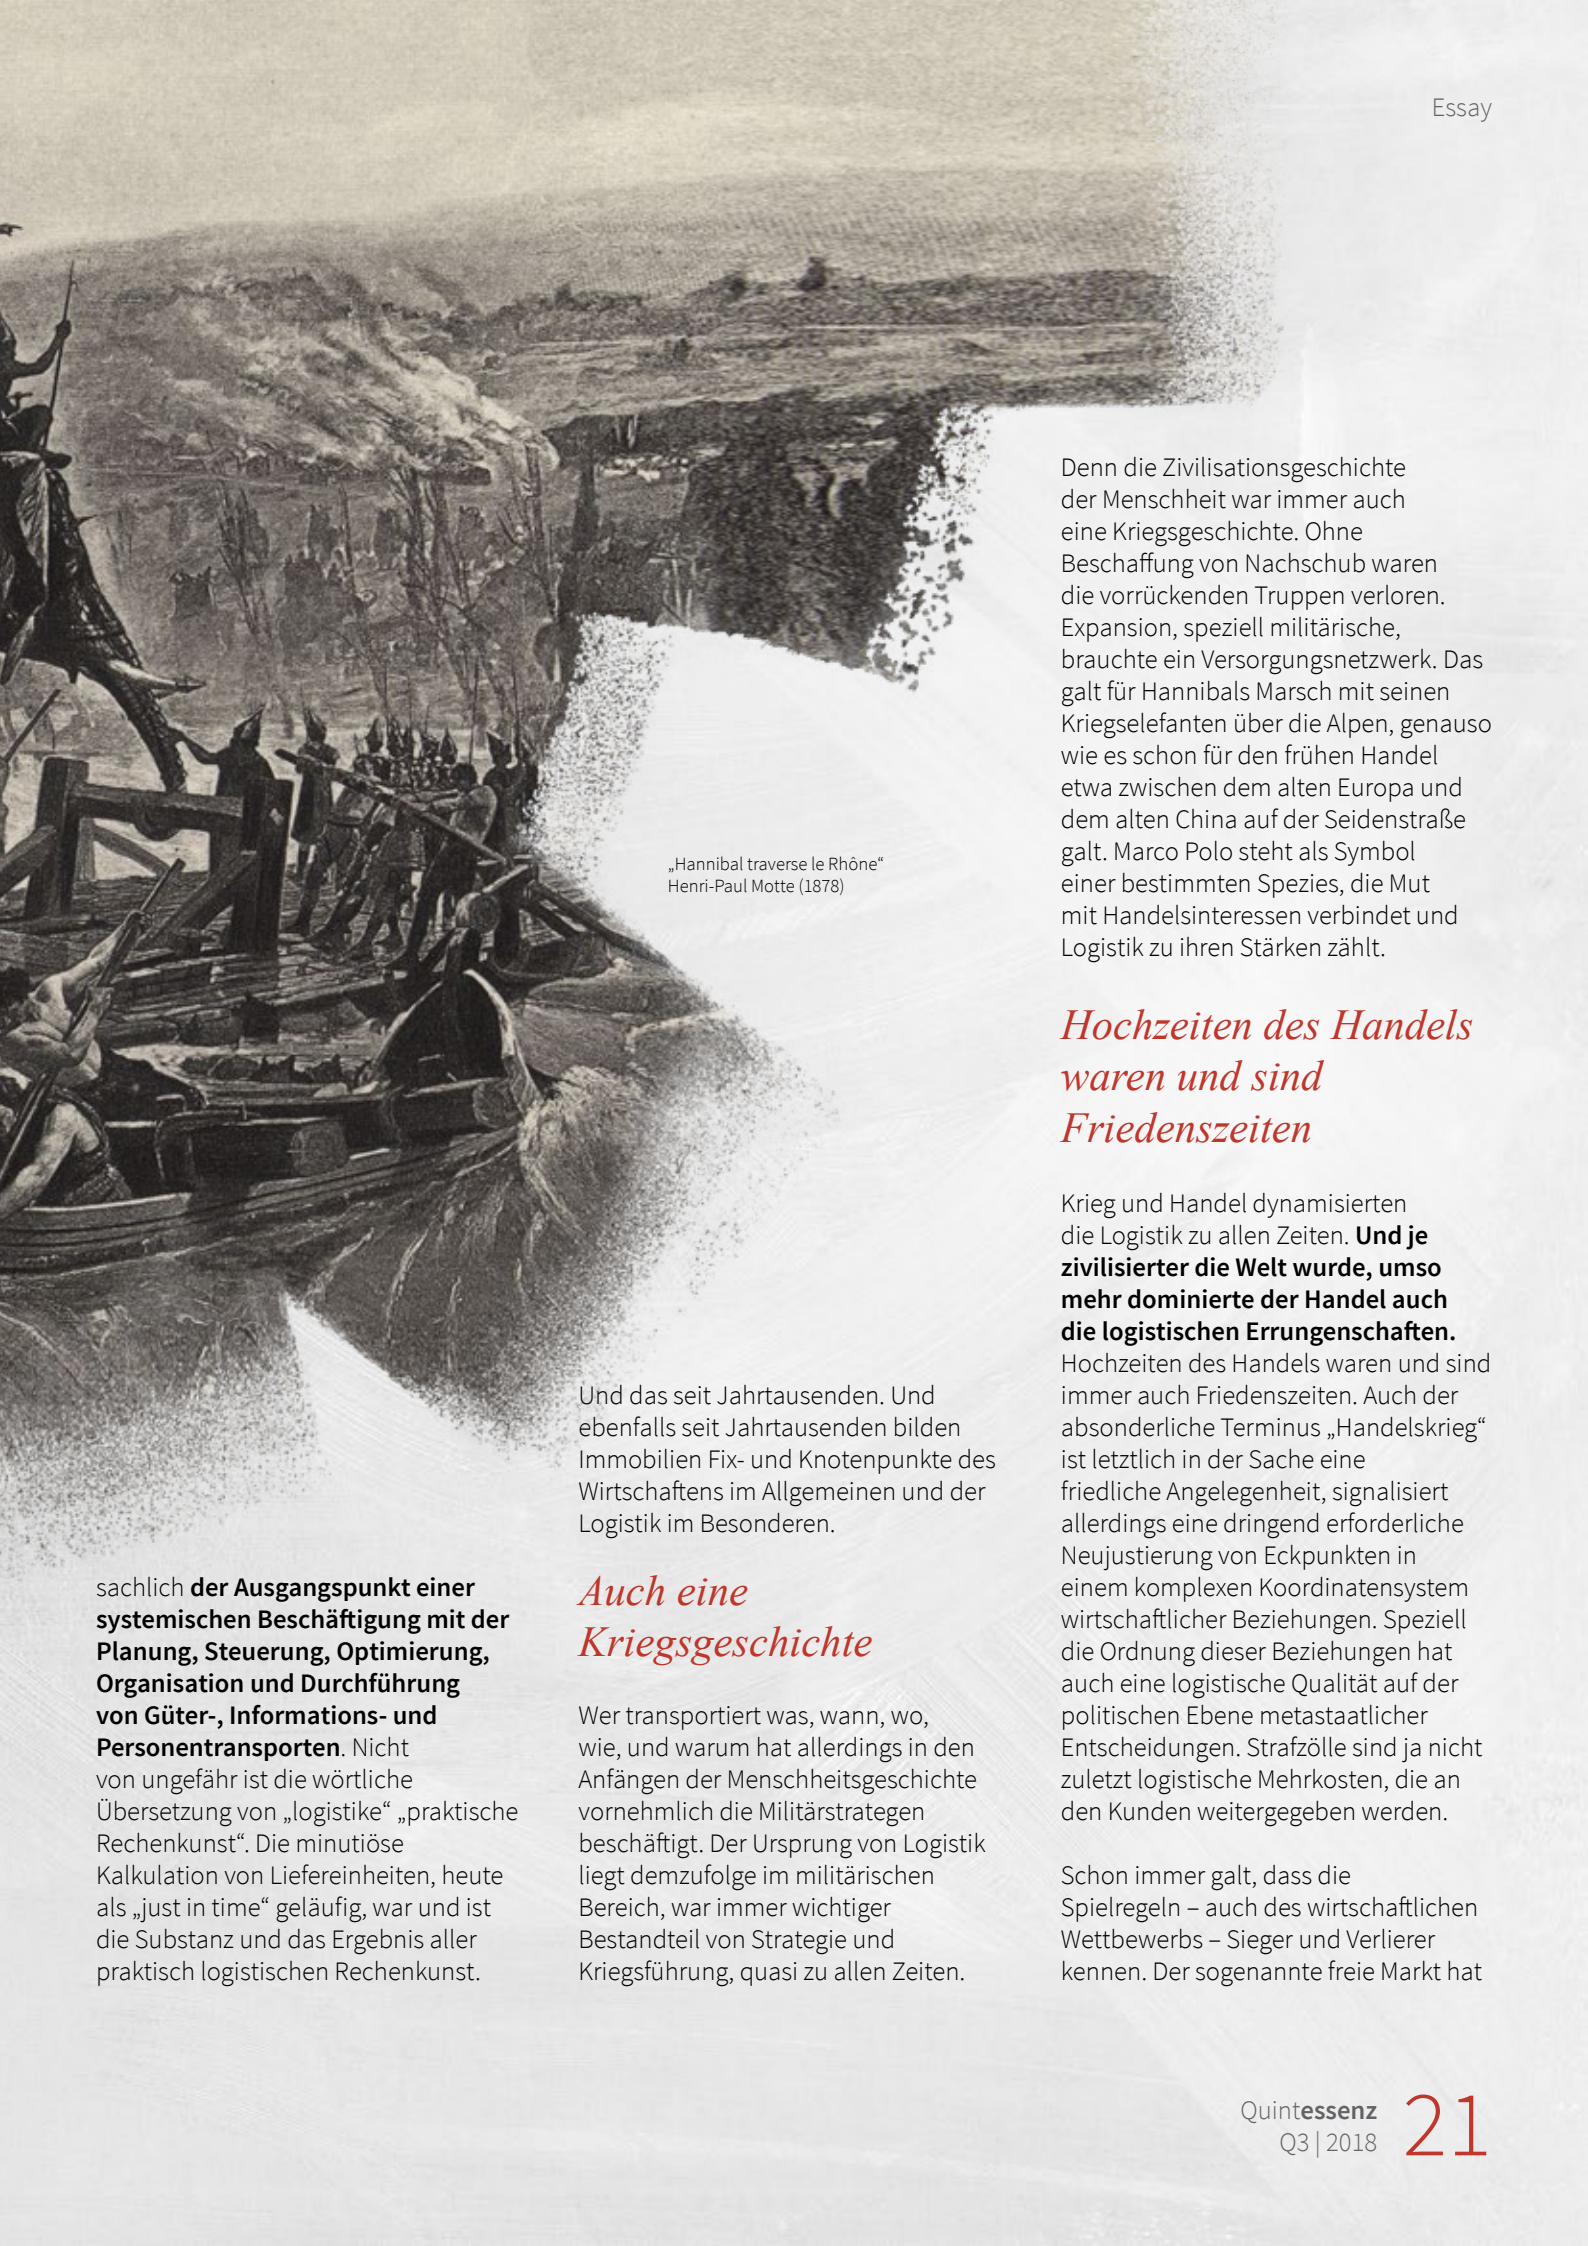 Essay
sachlich der Ausgangspunkt einer
systemischen Beschäftigung mit der
Planung, Steuerung, Optimierung,
Organisation und Durchführung
von Güter-, Informations- und
Personentransporten. Nicht
von ungefähr ist die wörtliche
Übersetzung von „logistike“ „praktische
Rechenkunst“. Die minutiöse
Kalkulation von Liefereinheiten, heute
als „just in time“ geläufig, war und ist
die Substanz und das Ergebnis aller
praktisch logistischen Rechenkunst.
„Hannibal traverse le Rhône“
Henri-Paul Motte (1878)
Und das seit Jahrtausenden. Und
ebenfalls seit Jahrtausenden bilden
Immobilien Fix- und Knotenpunkte des
Wirtschaftens im Allgemeinen und der
Logistik im Besonderen.
Auch eine
Kriegsgeschichte
Wer transportiert was, wann, wo,
wie, und warum hat allerdings in den
Anfängen der Menschheitsgeschichte
vornehmlich die Militärstrategen
beschäftigt. Der Ursprung von Logistik
liegt demzufolge im militärischen
Bereich, war immer wichtiger
Bestandteil von Strategie und
Kriegsführung, quasi zu allen Zeiten.
Denn die Zivilisationsgeschichte
der Menschheit war immer auch
eine Kriegsgeschichte. Ohne
Beschaffung von Nachschub waren
die vorrückenden Truppen verloren.
Expansion, speziell militärische,
brauchte ein Versorgungsnetzwerk. Das
galt für Hannibals Marsch mit seinen
Kriegselefanten über die Alpen, genauso
wie es schon für den frühen Handel
etwa zwischen dem alten Europa und
dem alten China auf der Seidenstraße
galt. Marco Polo steht als Symbol
einer bestimmten Spezies, die Mut
mit Handelsinteressen verbindet und
Logistik zu ihren Stärken zählt.
Hochzeiten des Handels
waren und sind
Friedenszeiten
Krieg und Handel dynamisierten
die Logistik zu allen Zeiten. Und je
zivilisierter die Welt wurde, umso
mehr dominierte der Handel auch
die logistischen Errungenschaften.
Hochzeiten des Handels waren und sind
immer auch Friedenszeiten. Auch der
absonderliche Terminus „Handelskrieg“
ist letztlich in der Sache eine
friedliche Angelegenheit, signalisiert
allerdings eine dringend erforderliche
Neujustierung von Eckpunkten in
einem komplexen Koordinatensystem
wirtschaftlicher Beziehungen. Speziell
die Ordnung dieser Beziehungen hat
auch eine logistische Qualität auf der
politischen Ebene metastaatlicher
Entscheidungen. Strafzölle sind ja nicht
zuletzt logistische Mehrkosten, die an
den Kunden weitergegeben werden.
Schon immer galt, dass die
Spielregeln – auch des wirtschaftlichen
Wettbewerbs – Sieger und Verlierer
kennen. Der sogenannte freie Markt hat
Quintessenz
Q3 | 2018
21